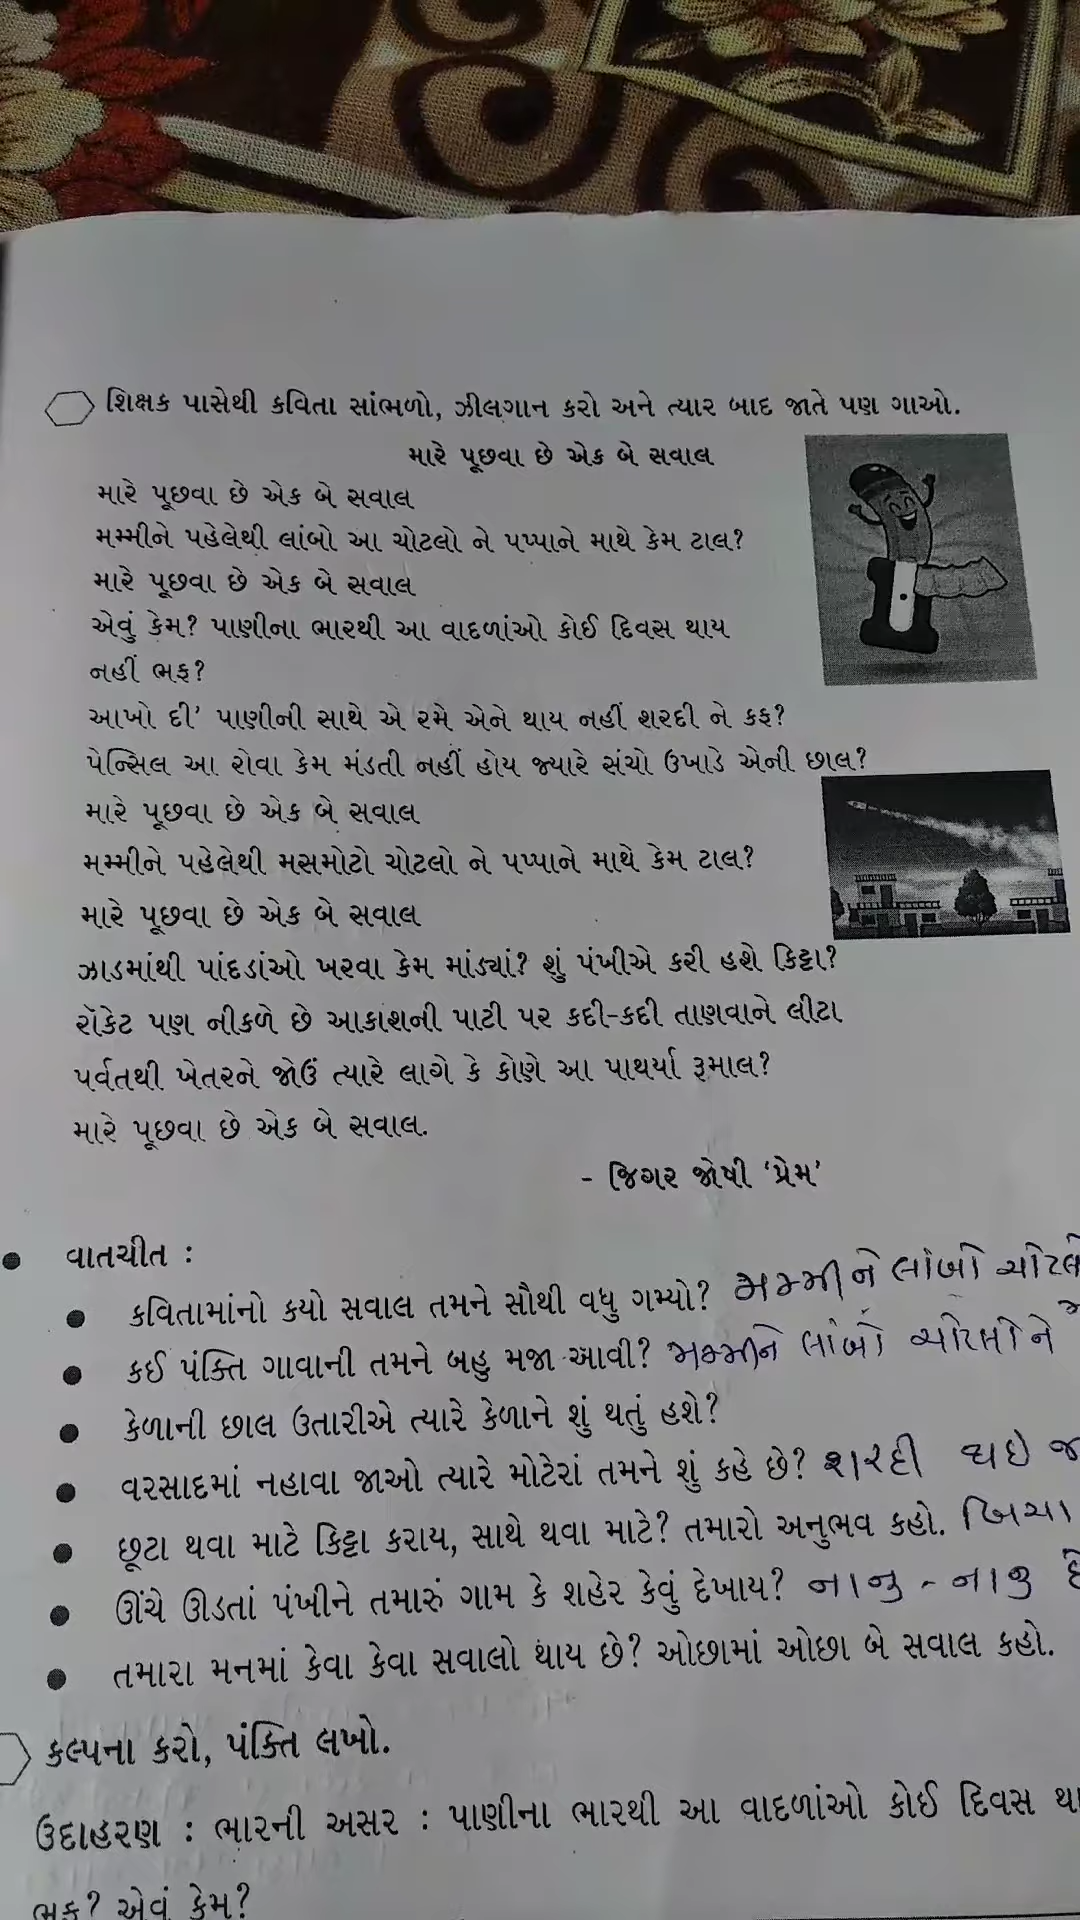 શિક્ષક પાસેથી કવિતા સાંભળો, ઝીલગાન કરો અને ત્યાર બાદ જાતે પણ ગાઓ.
મારે પૂછવા છે એક બે સવાલ
મારે પૂછવા છે એક બે સવાલ
મમ્મીને પહેલેથી લાંબો આ ચોટલો ને પપ્પાને માથે કેમ ટાલ?
મારે પૂછવા છે એક બે સવાલ
એવું કેમ? પાણીના ભારથી આ વાદળાંઓ કોઈ દિવસ થાય
નહીં ભફ?
આખો દી' પાણીની સાથે એ રમે એને થાય નહીં શરદી ને કફ?
પેન્સિલ આ રોવા કેમ મંડતી નહીં હોય જ્યારે સંચો ઉખાડે એની છાલ?
મારે પૂછવા છે એક બે સવાલ
મમ્મીને પહેલેથી મસમોટો ચોટલો ને પપ્પાને માથે કેમ ટાલ?
મારે પૂછવા છે એક બે સવાલ
ઝાડમાંથી પાંદડાંઓ ખરવા કેમ માંડ્યાં? શું પંખીએ કરી હશે કિટ્ટા?
રૉકેટ પણ નીકળે છે આકાશની પાટી પર કદી-કદી તાણવાને લીટા
પર્વતથી ખેતરને જોઉં ત્યારે લાગે કે કોણે આ પાથર્યા રૂમાલ?
મારે પૂછવા છે એક બે સવાલ.
- જિગર જોષી ‘પ્રેમ’
વાતચીત :
કવિતામાંનો કયો સવાલ તમને સૌથી વધુ ગમ્યો? મમ્મીને લાંબો
કઈ પંક્તિ ગાવાની તમને બહુ મજા આવી? મમ્મીને લાંબો ચોટલો ને
કેળાની છાલ ઉતારીએ ત્યારે કેળાને શું થતું હશે?
વરસાદમાં નહાવા જાઓ ત્યારે મોટેરાં તમને શું કહે છે? શરદી થઇ
છૂટા થવા માટે કિટ્ટા કરાય, સાથે થવા માટે? તમારો અનુભવ કહો.
ઊંચે ઊડતાં પંખીને તમારું ગામ કે શહેર કેવું દેખાય? નાનુ - નાનુ
તમારા મનમાં કેવા કેવા સવાલો થાય છે? ઓછામાં ઓછા બે સવાલ કહો.
કલ્પના કરો, પંક્તિ લખો.
ઉદાહરણ : ભારની અસર : પાણીના ભારથી આ વાદળાંઓ કોઈ દિવસ
ભફ? એવું કેમ?